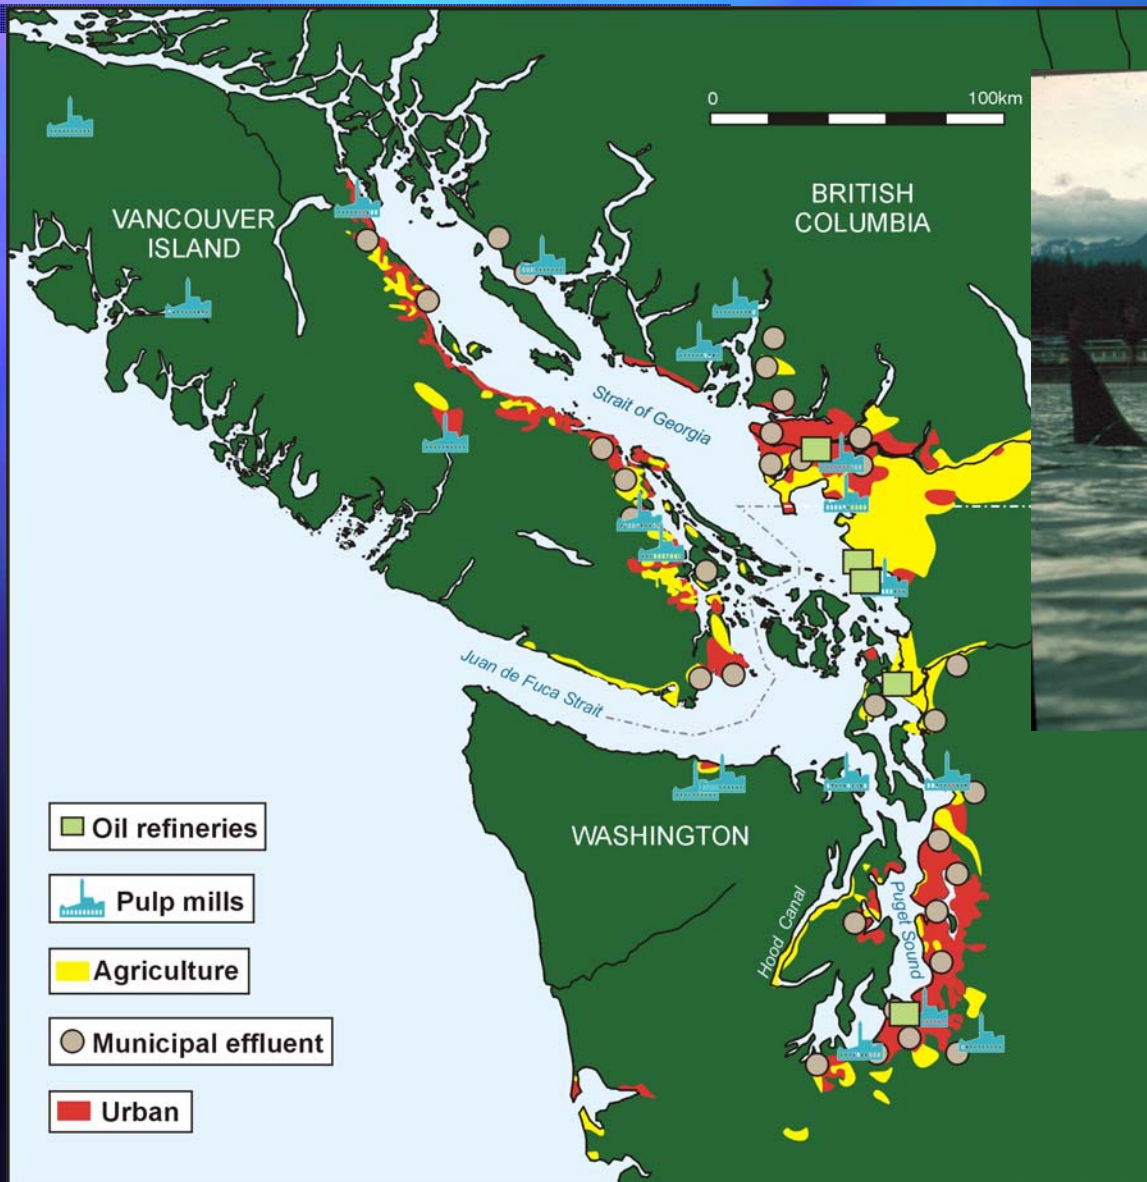 0 100km
VANCOUVER
ISLAND
BRITISH
COLUMBIA
Strait of Georgia
Juan de Fuca Strait
WASHINGTON
Hood Canal
Puget Sound
Oil refineries
Pulp mills
Agriculture
Municipal effluent
Urban